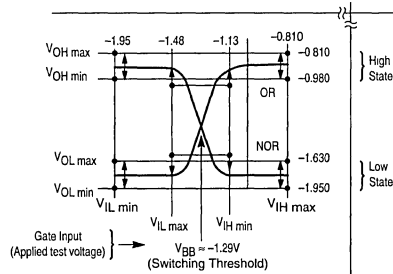 -1.95 -1.48 -1.13 -0.810
VOH max -0.810 High State
VOH min -0.980
OR
NOR
VOL max -1.630 Low State
VOL min -1.950
VIL min VIH max
VIL max VIH min
Gate Input
(Applied test voltage)
VBB ≈ -1.29V
(Switching Threshold)